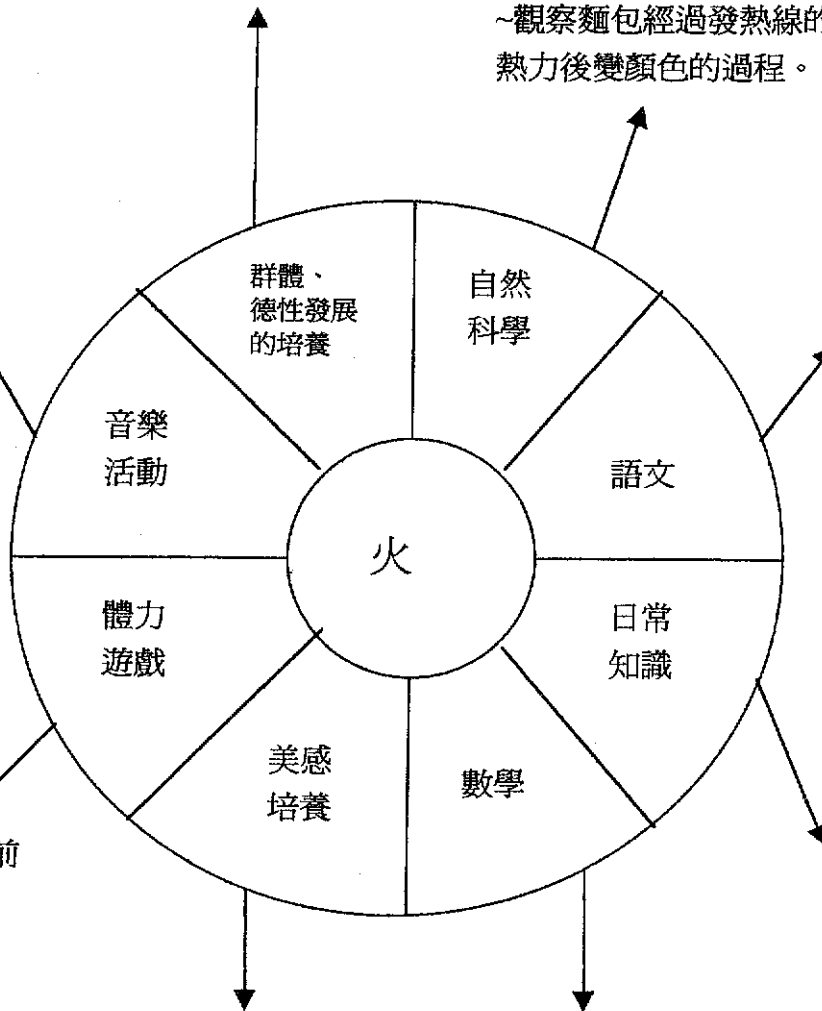 ~觀察麵包經過發熱線的
熱力後變顏色的過程。
群體、
德性發展
的培養
自然
科學
音樂
活動
語文
火
體力
遊戲
日常
知識
美感
培養
數學
前